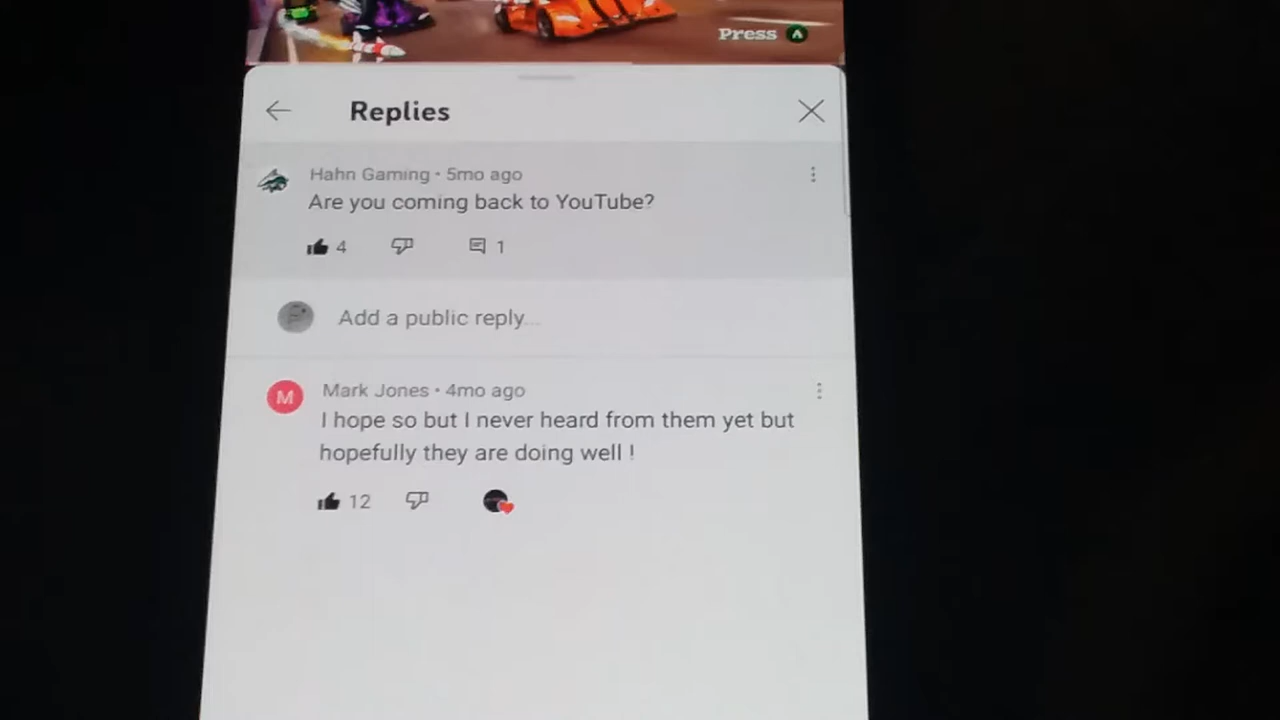 Press A
Replies
Hahn Gaming • 5mo ago
Are you coming back to YouTube?
4 1
Add a public reply...
M Mark Jones • 4mo ago
I hope so but I never heard from them yet but
hopefully they are doing well !
12